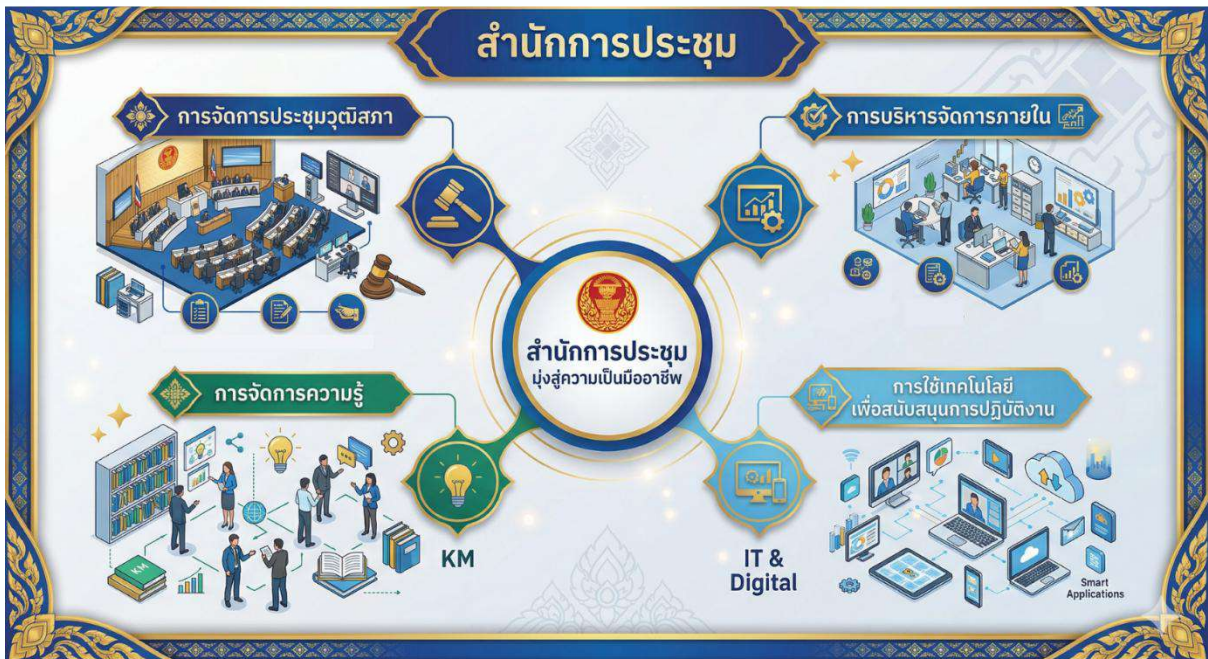 สำนักการประชุม
การจัดการประชุมวุฒิสภา
การบริหารจัดการภายใน
สำนักการประชุม
มุ่งสู่ความเป็นมืออาชีพ
การจัดการความรู้
การใช้เทคโนโลยี
เพื่อสนับสนุนการปฏิบัติงาน
KM
KM
IT &
Digital
Smart
Applications